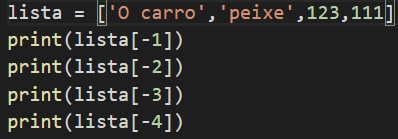 lista = ['O carro','peixe',123,111]
print(lista[-1])
print(lista[-2])
print(lista[-3])
print(lista[-4])